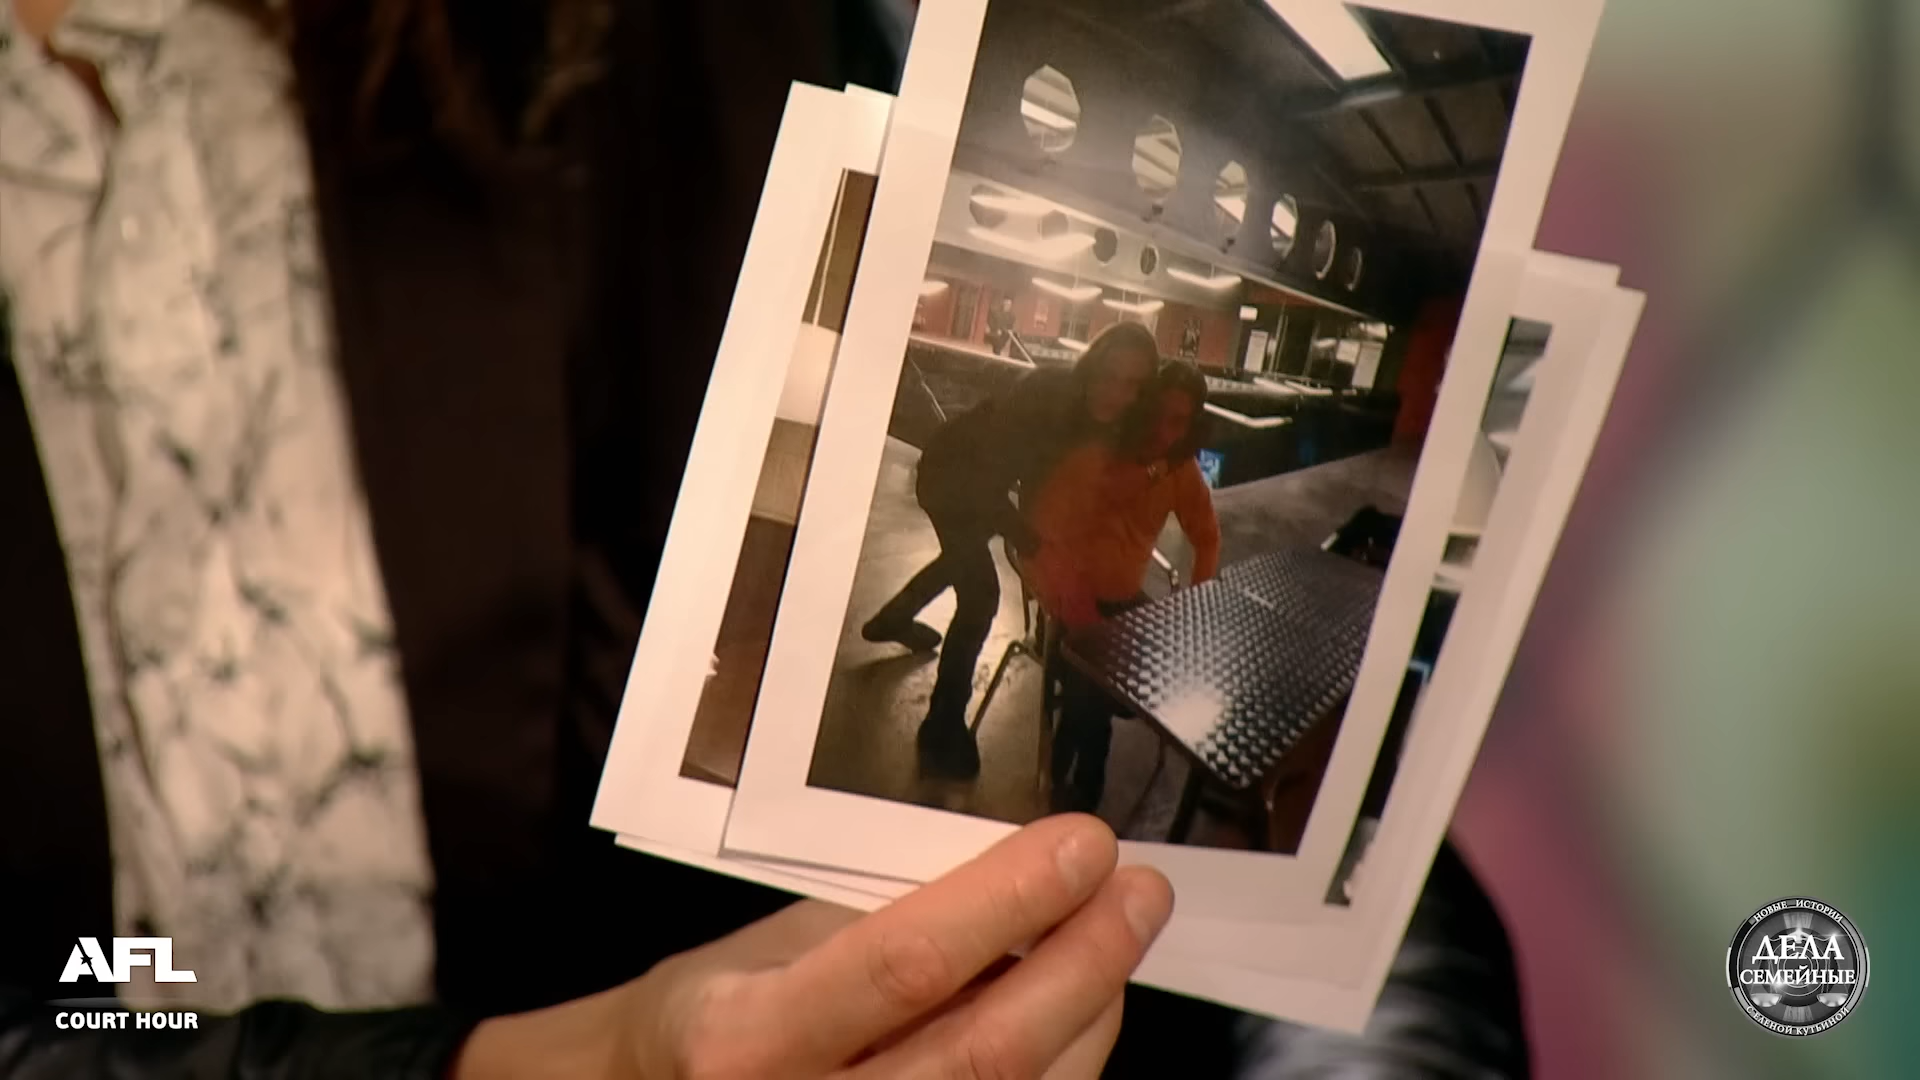 AFL
COURT HOUR
НОВЫЕ ИСТОРИИ
ДЕЛА
СЕМЕЙНЫЕ
С ЕЛЕНОЙ КУТЬИНОЙ